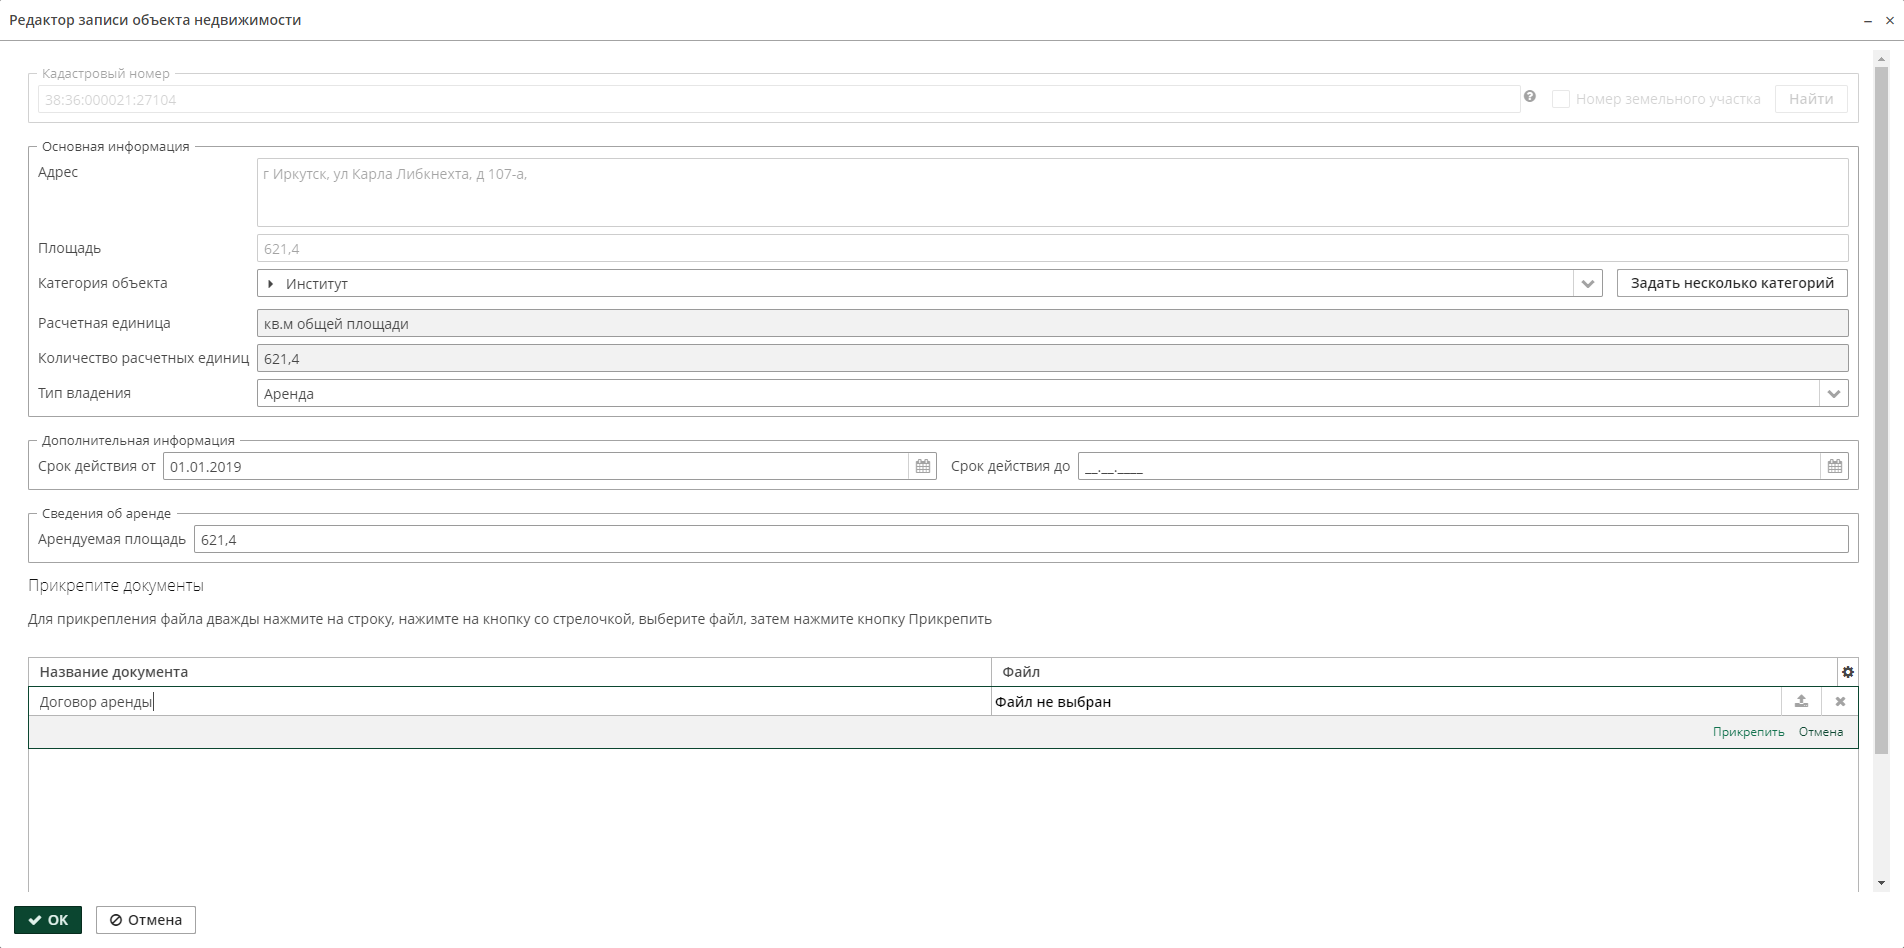 Редактор записи объекта недвижимости
Кадастровый номер
38:36:000021:27104
Номер земельного участка
Найти
Основная информация
Адрес
г Иркутск, ул Карла Либкнехта, д 107-а,
Площадь
621,4
Категория объекта
Институт
Задать несколько категорий
Расчетная единица
кв.м общей площади
Количество расчетных единиц
621,4
Тип владения
Аренда
Дополнительная информация
Срок действия от
01.01.2019
Срок действия до
__.__.____
Сведения об аренде
Арендуемая площадь
621,4
Прикрепите документы
Для прикрепления файла дважды нажмите на строку, нажимте на кнопку со стрелочкой, выберите файл, затем нажмите кнопку Прикрепить
Название документа
Файл
Договор аренды
Файл не выбран
Прикрепить
Отмена
OK
Отмена